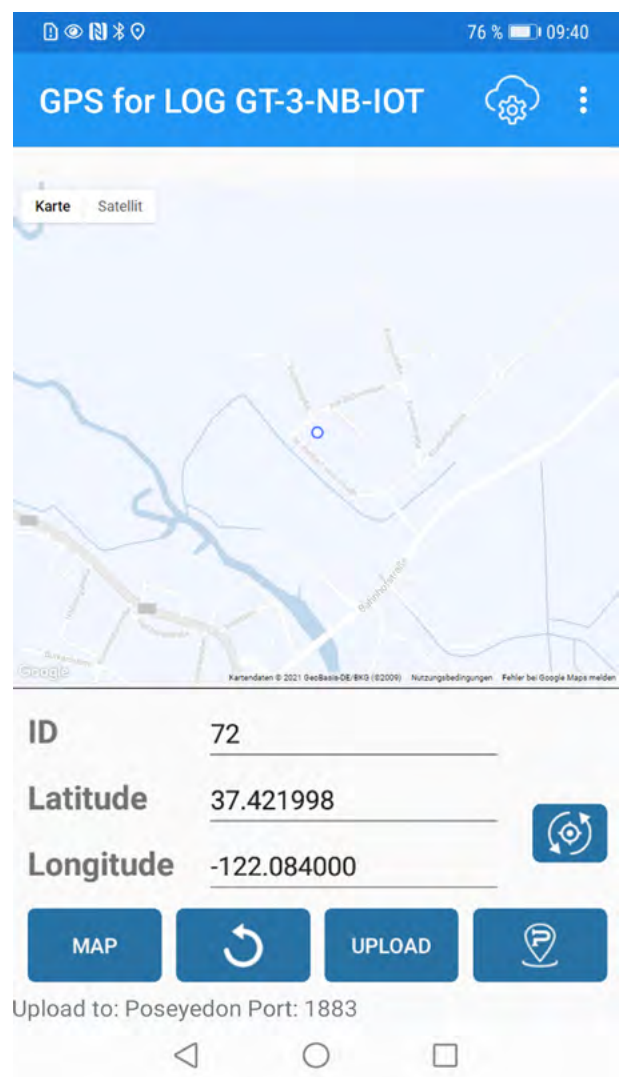 76 % 09:40
GPS for LOG GT-3-NB-IOT
Karte Satellit
Bahnhofstraße
Google
Kartendaten © 2021 GeoBasis-DE/BKG (©2009) Nutzungsbedingungen Fehler bei Google Maps melden
ID 72
Latitude 37.421998
Longitude -122.084000
MAP UPLOAD
Upload to: Poseyedon Port: 1883